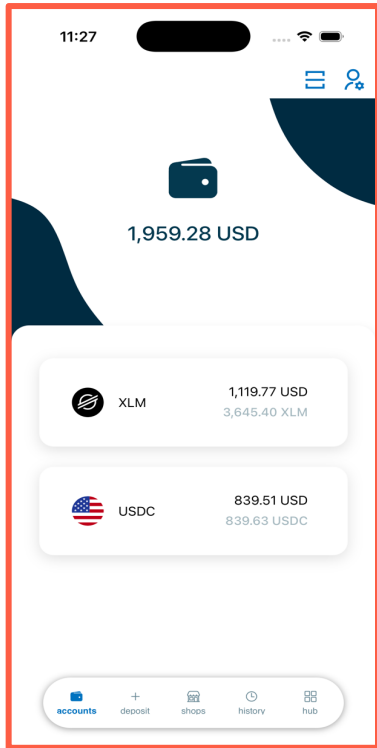 11:27
1,959.28 USD
XLM
1,119.77 USD
3,645.40 XLM
USDC
839.51 USD
839.63 USDC
accounts deposit shops history hub